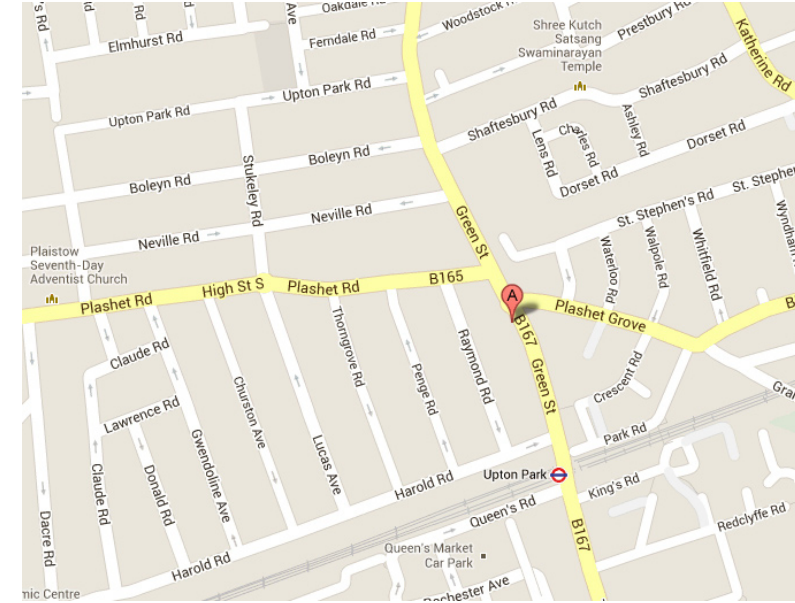 Oakdale Rd
Ave
Woodstock R
's Rd
Elmhurst Rd
Ferndale Rd
Shree Kutch
Satsang
Swaminarayan
Temple
Prestbury Rd
Katherine Rd
Upton Park Rd
Upton Park Rd
Shaftesbury Rd
Shaftesbury Rd
Ashley Rd
Charles Rd
Lens Rd
Dorset Rd
Dorset Rd
Boleyn Rd
Boleyn Rd
Stukeley Rd
St. Stephen's Rd
St. Stephe
Neville Rd
Neville Rd
Green St
Waterloo Rd
Walpole Rd
Whitfield Rd
Wyndham R
Plaistow
Seventh-Day
Adventist Church
Plashet Rd
High St S
Plashet Rd
B165
A
Plashet Grove
B
B167
Green St
Thorngrove Rd
Penge Rd
Raymond Rd
Claude Rd
Churston Ave
Crescent Rd
Gra
Lawrence Rd
Gwendoline Ave
Lucas Ave
Park Rd
Claude Rd
Donald Rd
Dacre Rd
Harold Rd
Upton Park
Queen's Rd
King's Rd
B167
Redclyffe Rd
Harold Rd
Queen's Market
Car Park
ochester Ave
mic Centre